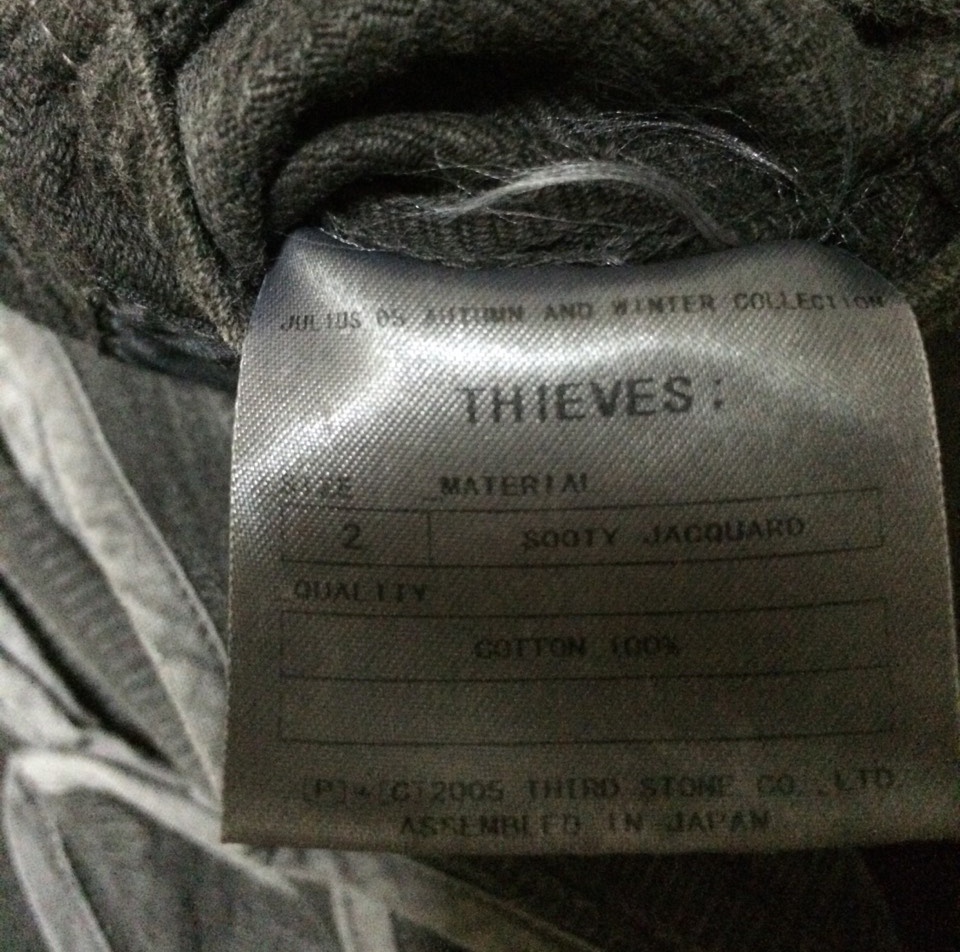 JULIUS 05 AUTUMN AND WINTER COLLECTION
THIEVES:
SIZE MATERIAL
2 SOOTY JACQUARD
QUALITY
COTTON 100%
[P]&[C]2005 THIRD STONE CO.,LTD.
ASSEMBLED IN JAPAN